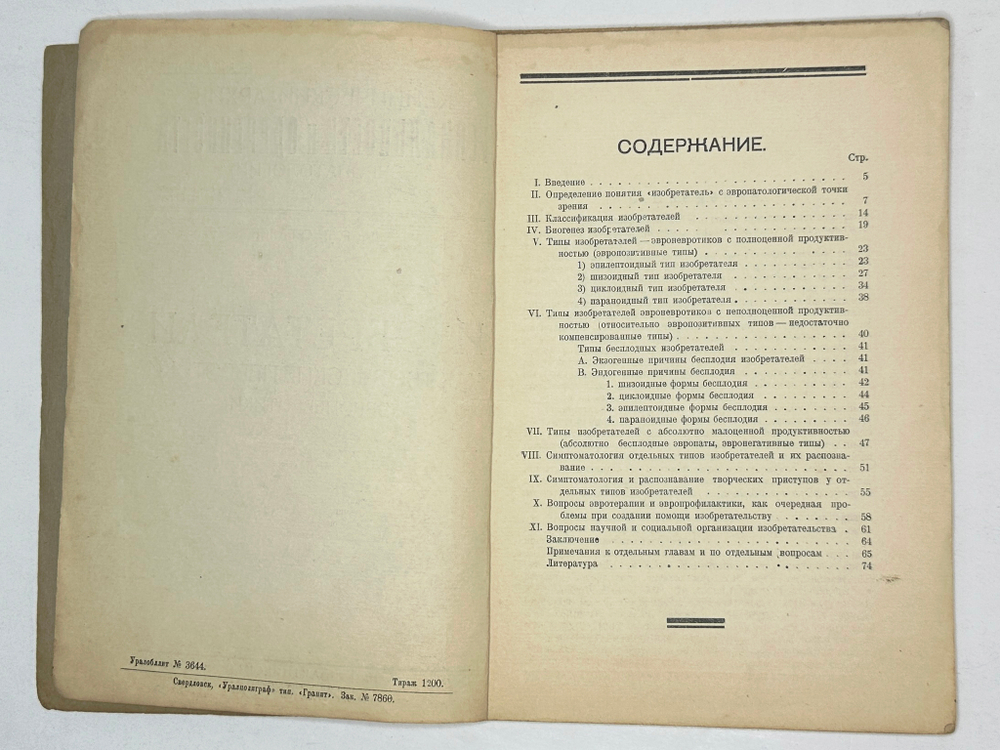 Уралобллит № 3644.
Тираж 1200.
Свердловск, «Уралполиграф» тип. «Гранит». Зак. № 7860.
СОДЕРЖАНИЕ.
Стр.
I. Введение . . . . . 5
II. Определение понятия «изобретатель» с эвропатологической точки
зрения . . . . . 7
III. Классификация изобретателей . . . . . 14
IV. Биогенез изобретателей . . . . . 19
V. Типы изобретателей — эвроневротиков с полноценной продуктив-
ностью (эвропозитивные типы) . . . . . 23
1) эпилептоидный тип изобретателя . . . . . 23
2) шизоидный тип изобретателя . . . . . 27
3) циклоидный тип изобретателя . . . . . 34
4) параноидный тип изобретателя . . . . . 38
VI. Типы изобретателей эвроневротиков с неполноценной продуктив-
ностью (относительно эвропозитивных типов — недостаточно
компенсированные типы) . . . . . 40
Типы бесплодных изобретателей . . . . . 41
А. Экзогенные причины бесплодия изобретателей . . . . 41
В. Эндогенные причины бесплодия . . . . . 41
1. шизоидные формы бесплодия . . . . . 42
2. циклоидные формы бесплодия . . . . . 44
3. эпилептоидные формы бесплодия . . . . . 45
4. параноидные формы бесплодия . . . . . 46
VII. Типы изобретателей с абсолютно малоценной продуктивностью
(абсолютно бесплодные эвропаты, эвронегативные типы) . . 47
VIII. Симптоматология отдельных типов изобретателей и их распозна-
вание . . . . . 51
IX. Симптоматология и распознавание творческих приступов у от-
дельных типов изобретателей . . . . . 55
X. Вопросы эвротерапии и эвропрофилактики, как очередная про-
блемы при создании помощи изобретательству . . . . . 58
XI. Вопросы научной и социальной организации изобретательства . 61
Заключение . . . . . 64
Примечания к отдельным главам и по отдельным вопросам . . . 65
Литература . . . . . 74